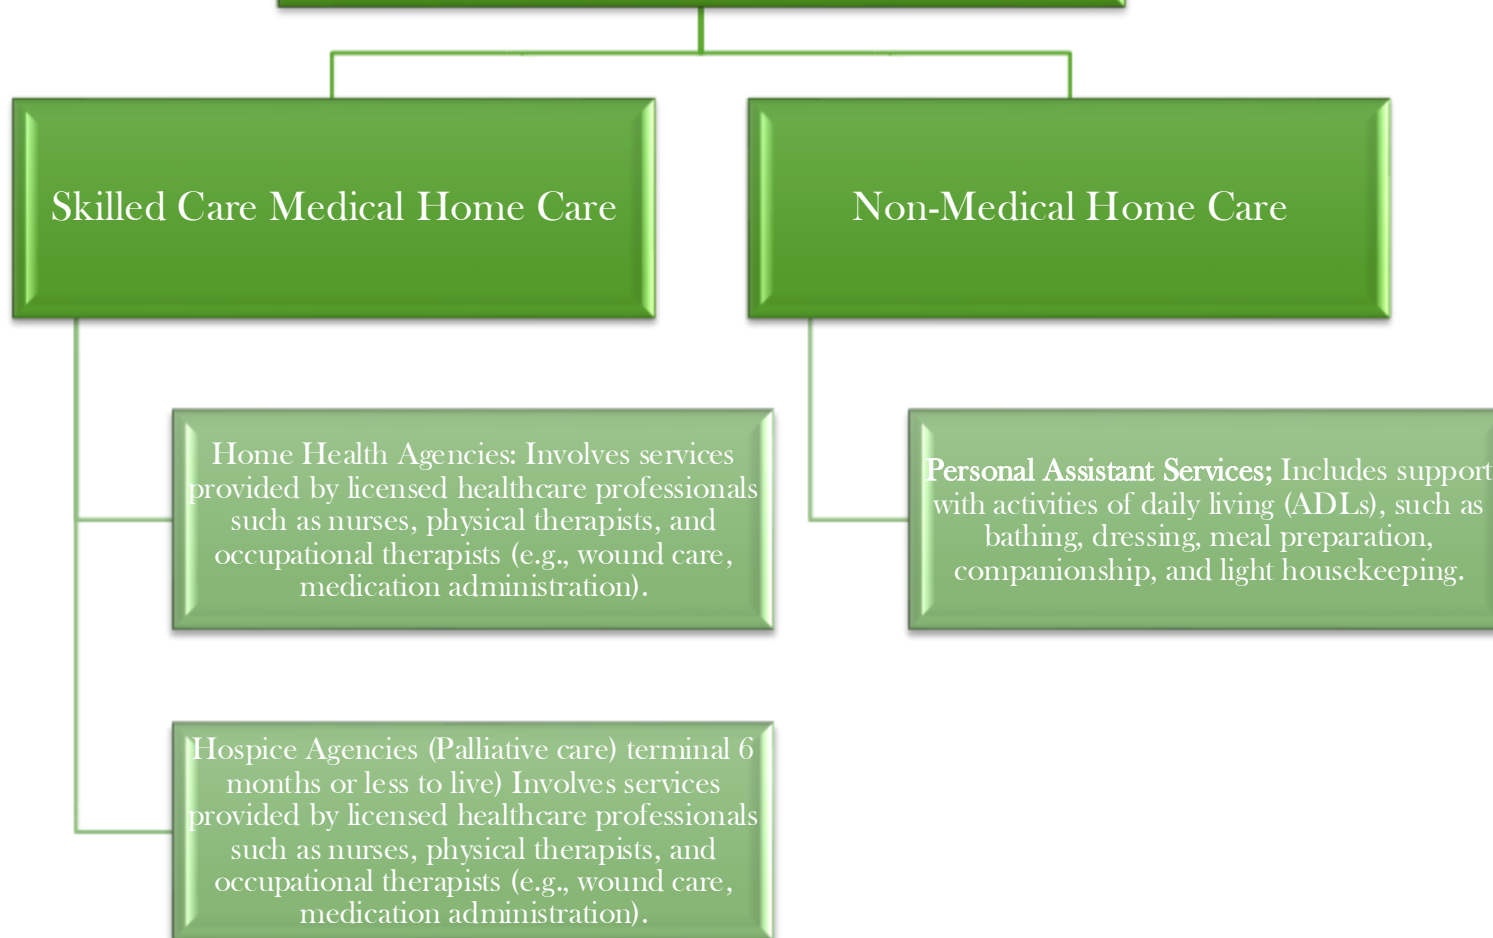 Skilled Care Medical Home Care
Non-Medical Home Care
Home Health Agencies: Involves services
provided by licensed healthcare professionals
such as nurses, physical therapists, and
occupational therapists (e.g., wound care,
medication administration).
Personal Assistant Services; Includes support
with activities of daily living (ADLs), such as
bathing, dressing, meal preparation,
companionship, and light housekeeping.
Hospice Agencies (Palliative care) terminal 6
months or less to live) Involves services
provided by licensed healthcare professionals
such as nurses, physical therapists, and
occupational therapists (e.g., wound care,
medication administration).